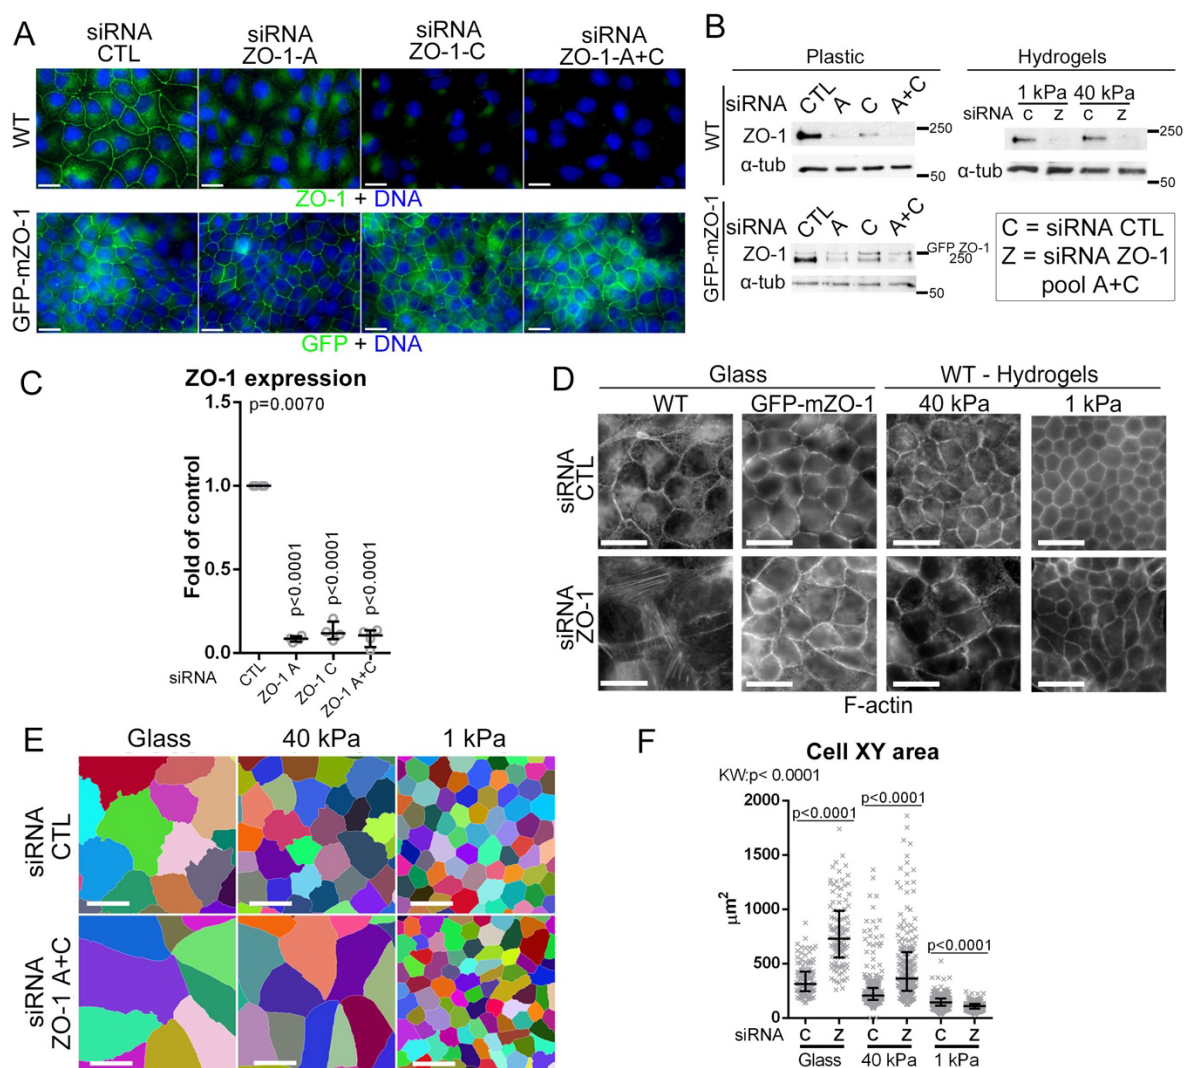 A
siRNA CTL
siRNA ZO-1-A
siRNA ZO-1-C
siRNA ZO-1-A+C
WT
ZO-1 + DNA
GFP-mZO-1
GFP + DNA
B
Plastic
Hydrogels
WT
siRNA CTL A C A+C
ZO-1
250
α-tub
50
1 kPa 40 kPa
siRNA C Z C Z
250
α-tub
50
GFP-mZO-1
siRNA CTL A C A+C
ZO-1
GFP ZO-1
250
α-tub
50
C = siRNA CTL
Z = siRNA ZO-1
pool A+C
C
ZO-1 expression
p=0.0070
Fold of control
1.5
1.0
0.5
0.0
p<0.0001
p<0.0001
p<0.0001
siRNA
CTL
ZO-1 A
ZO-1 C
ZO-1 A+C
D
Glass
WT - Hydrogels
WT
GFP-mZO-1
40 kPa
1 kPa
siRNA CTL
siRNA ZO-1
F-actin
E
Glass
40 kPa
1 kPa
siRNA CTL
siRNA ZO-1 A+C
F
Cell XY area
KW:p< 0.0001
p<0.0001
p<0.0001
p<0.0001
µm²
2000
1500
1000
500
0
siRNA C Z C Z C Z
Glass 40 kPa 1 kPa